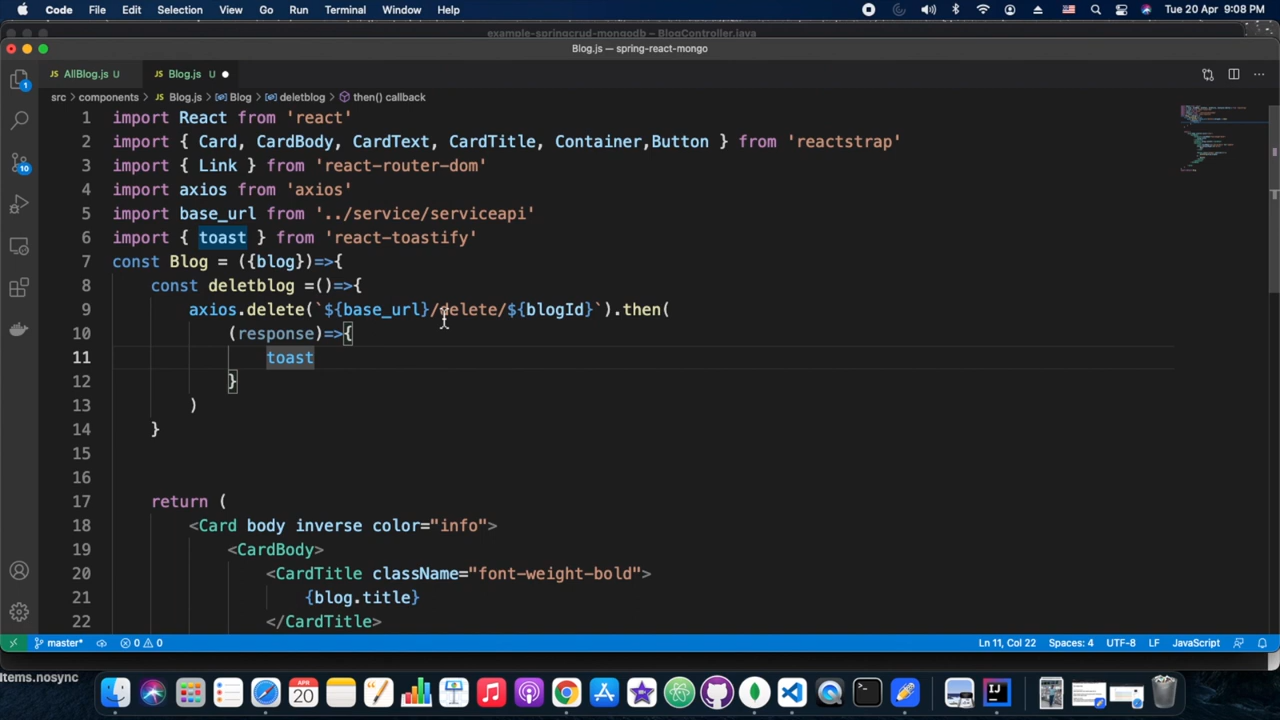 Code File Edit Selection View Go Run Terminal Window Help Tue 20 Apr 9:08 PM
example-springcrud-mongodb – BlogController.java
Blog.js — spring-react-mongo
JS AllBlog.js U JS Blog.js U
src > components > JS Blog.js > Blog > deletblog > then() callback
1 import React from 'react'
2 import { Card, CardBody, CardText, CardTitle, Container,Button } from 'reactstrap'
3 import { Link } from 'react-router-dom'
4 import axios from 'axios'
5 import base_url from '../service/serviceapi'
6 import { toast } from 'react-toastify'
7 const Blog = ({blog})=>{
8 const deletblog =()=>{
9 axios.delete(`${base_url}/delete/${blogId}`).then(
10 (response)=>{
11 toast
12 }
13 )
14 }
15
16
17 return (
18 <Card body inverse color="info">
19 <CardBody>
20 <CardTitle className="font-weight-bold">
21 {blog.title}
22 </CardTitle>
1
10
master* 0 0 Ln 11, Col 22 Spaces: 4 UTF-8 LF JavaScript
Items.nosync
APR
20